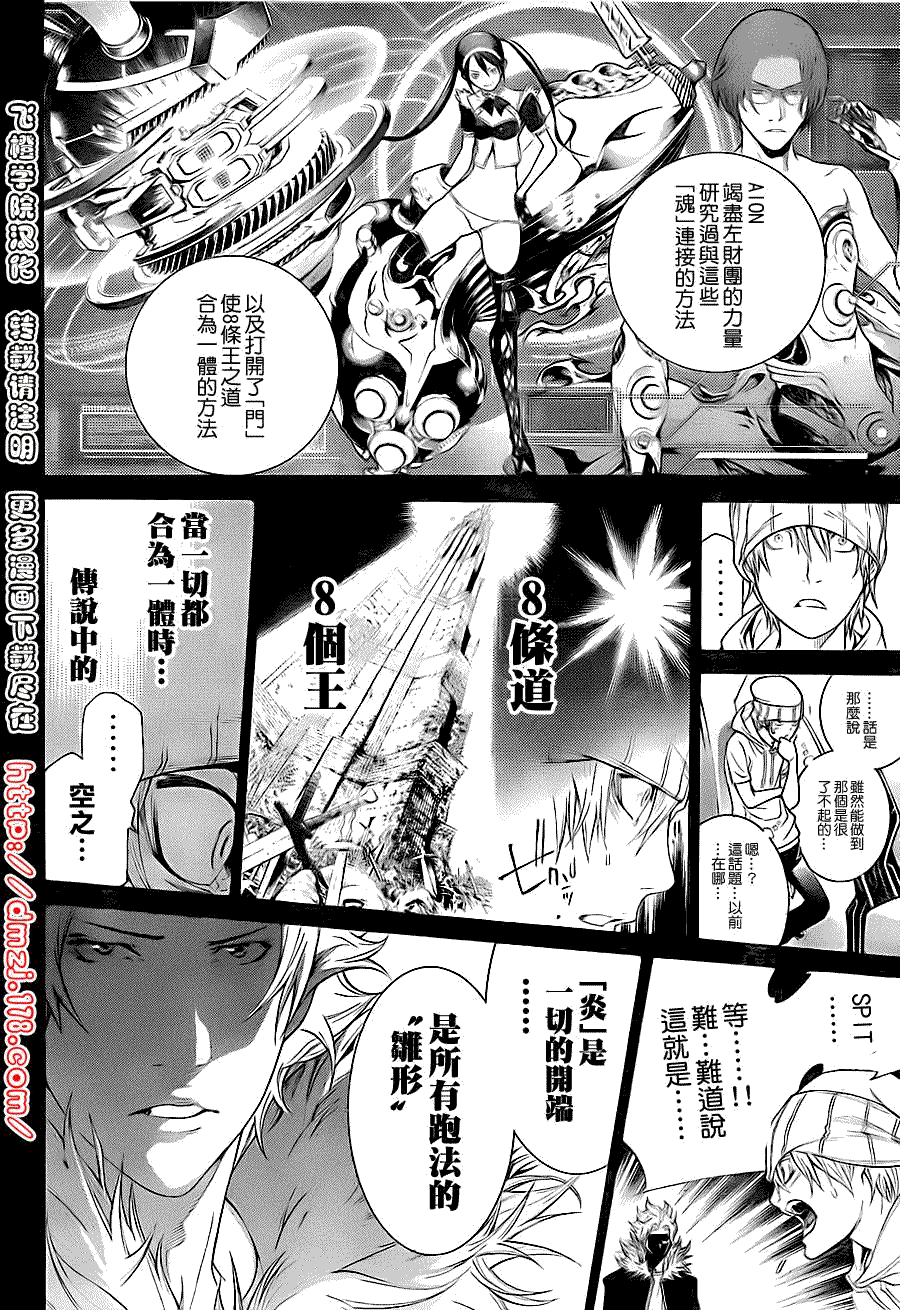 AION
竭盡左財團的力量
研究過與這些
「魂」連接的方法
以及打開了「門」
使8條王之道
合為一體的方法
……
……話是
那麼說
雖然能做到
那個是很
了不起的…
嗯…?
這話題…以前
…在哪…
8條道
8個王
ゼッ
當一切都
合為一體時…
傳說中的
……
空之…
SPIT
……
等……!!
難…難道說
這就是……
「炎」是
一切的開端
……
是所有跑法的
"雛形"
飞橙学院汉化 转载请注明 更多漫画下载尽在 http://dmzj.178.com/